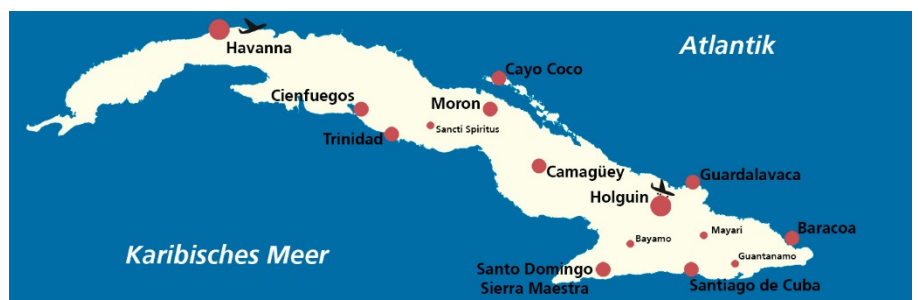 Havanna
Atlantik
Cayo Coco
Cienfuegos
Moron
Sancti Spiritus
Trinidad
Camagüey
Guardalavaca
Holguin
Mayari
Baracoa
Bayamo
Karibisches Meer
Guantanamo
Santo Domingo
Sierra Maestra
Santiago de Cuba